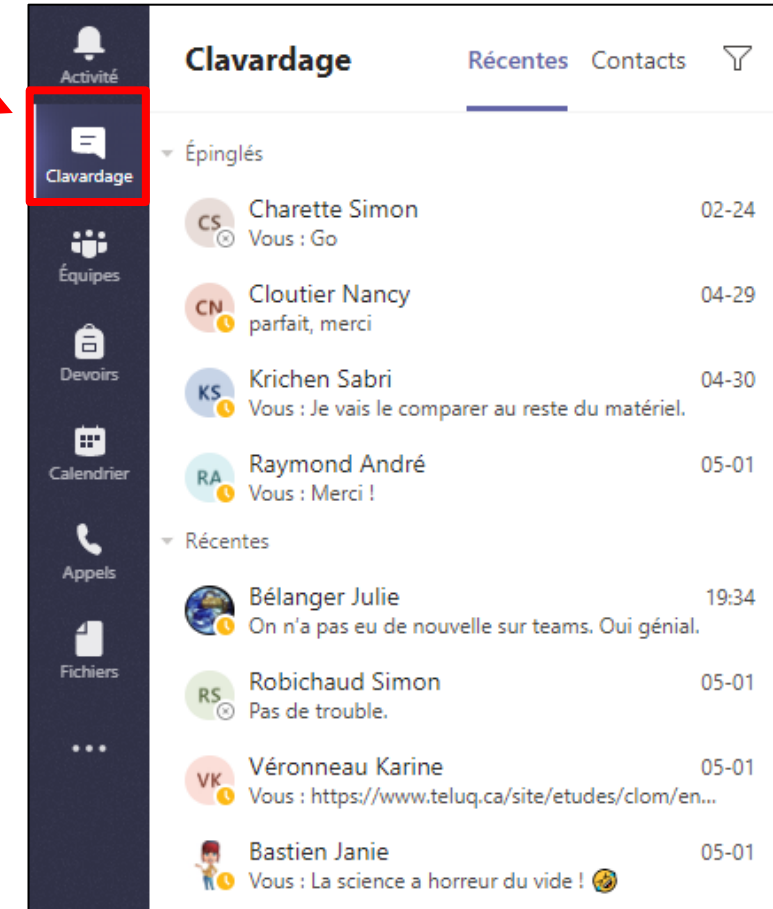 Activité
Clavardage
Équipes
Devoirs
Calendrier
Appels
Fichiers
Clavardage Récentes Contacts
Épinglés
CS Charette Simon 02-24
Vous : Go
CN Cloutier Nancy 04-29
parfait, merci
KS Krichen Sabri 04-30
Vous : Je vais le comparer au reste du matériel.
RA Raymond André 05-01
Vous : Merci !
Récentes
Bélanger Julie 19:34
On n'a pas eu de nouvelle sur teams. Oui génial.
RS Robichaud Simon 05-01
Pas de trouble.
VK Véronneau Karine 05-01
Vous : https://www.teluq.ca/site/etudes/clom/en...
Bastien Janie 05-01
Vous : La science a horreur du vide ! 🤣